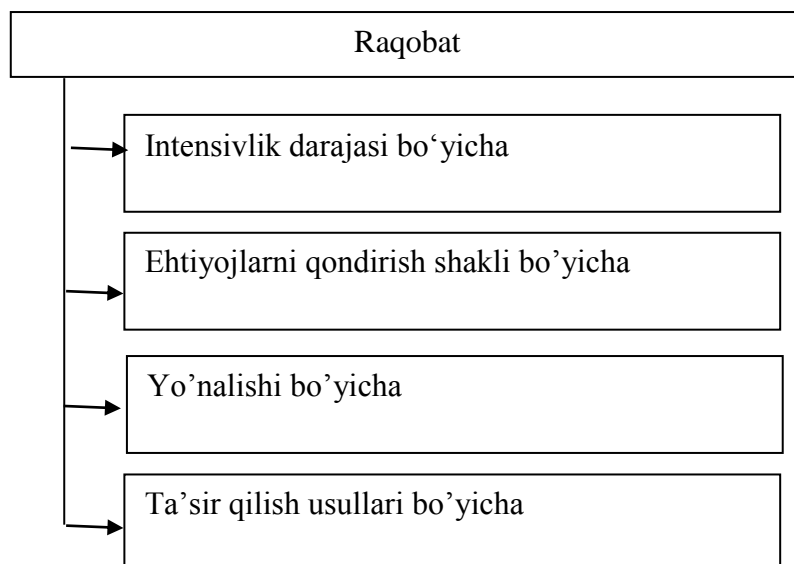 Raqobat
Intensivlik darajasi bo‘yicha
Ehtiyojlarni qondirish shakli bo’yicha
Yo’nalishi bo’yicha
Ta’sir qilish usullari bo’yicha